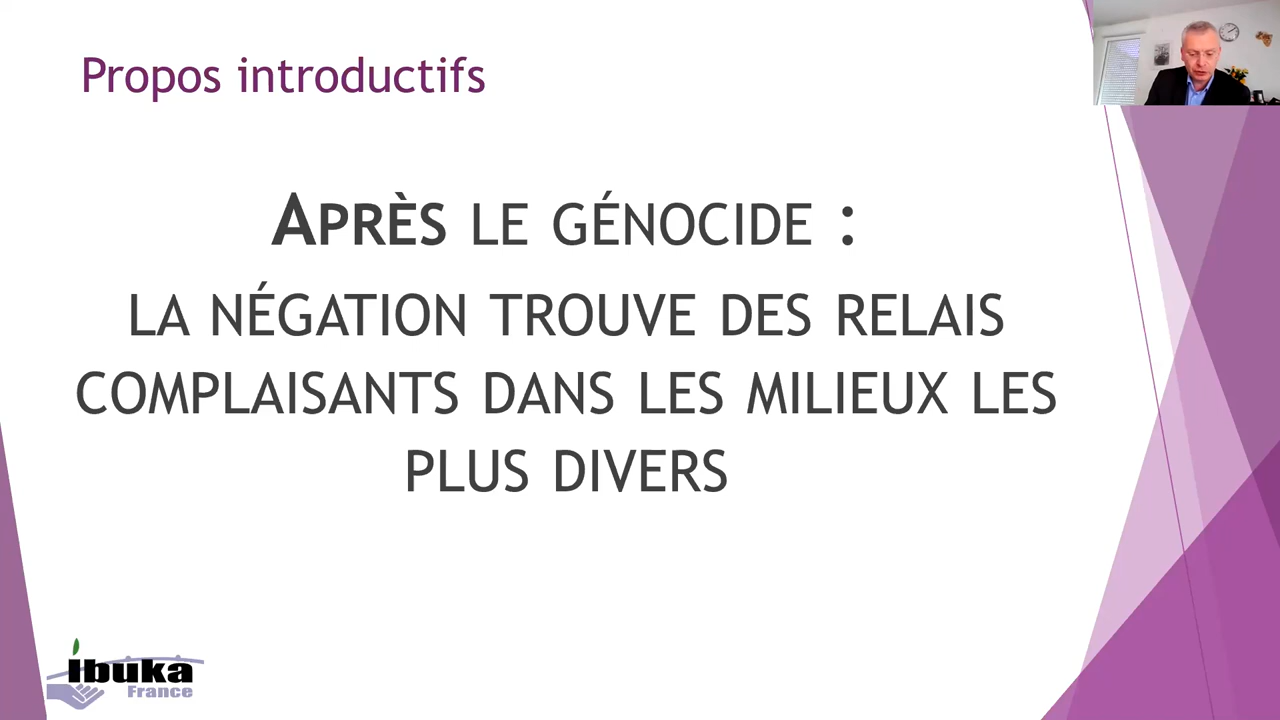 Propos introductifs
APRÈS LE GÉNOCIDE :
LA NÉGATION TROUVE DES RELAIS
COMPLAISANTS DANS LES MILIEUX LES
PLUS DIVERS
ibuka
France